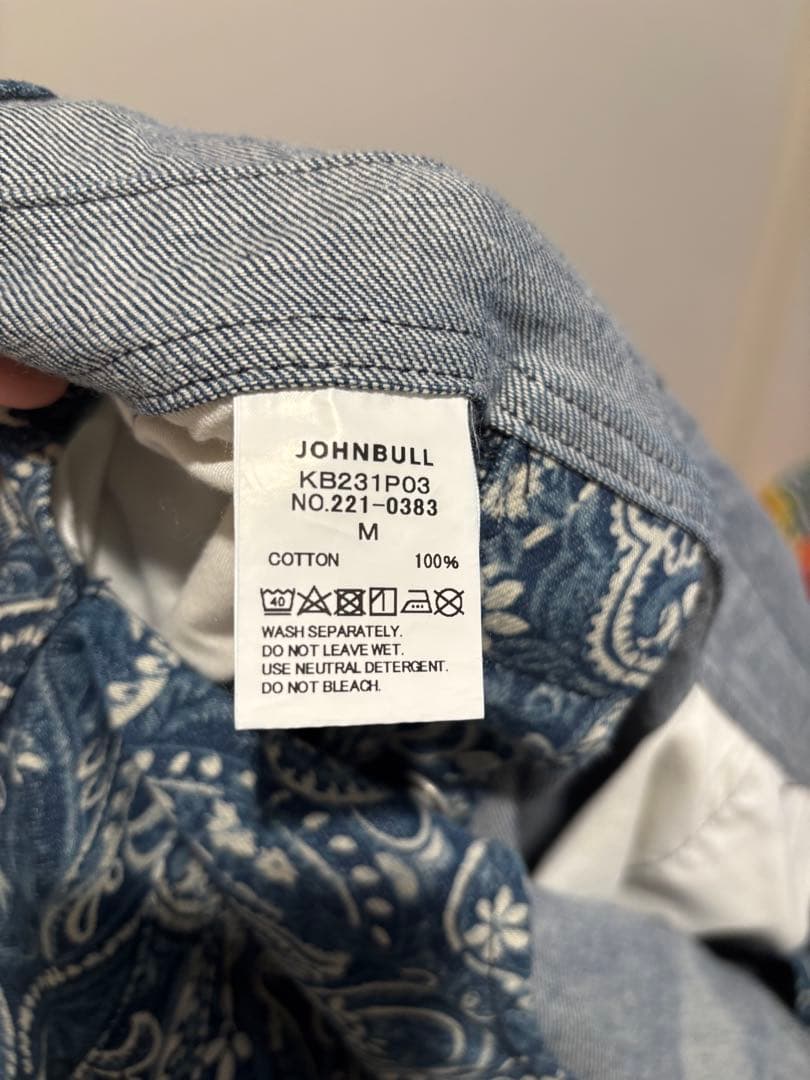 JOHNBULL
KB231P03
NO.221-0383
M
COTTON 100%
40
WASH SEPARATELY.
DO NOT LEAVE WET.
USE NEUTRAL DETERGENT.
DO NOT BLEACH.